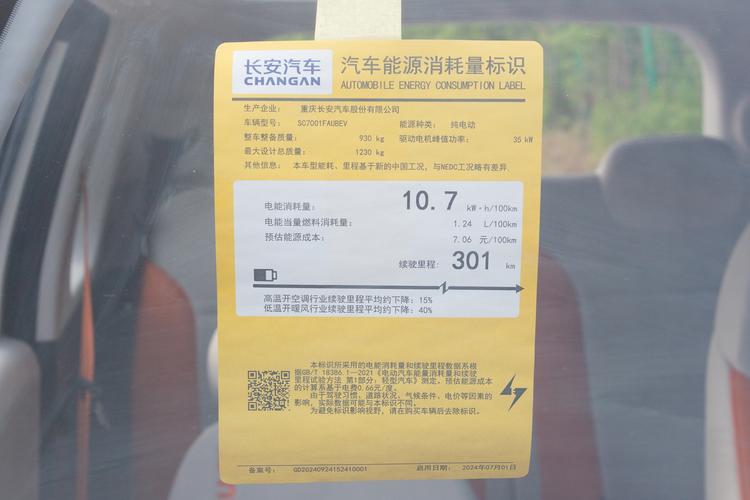 长安汽车
CHANGAN
汽车能源消耗量标识
AUTOMOBILE ENERGY CONSUMPTION LABEL
生产企业： 重庆长安汽车股份有限公司
车辆型号： SC7001FAUBEV 能源种类： 纯电动
整车整备质量： 930 kg 驱动电机峰值功率： 35 kW
最大设计总质量： 1230 kg
其他信息： 本车型能耗、里程基于新的中国工况，与NEDC工况略有差异.
电能消耗量： 10.7 kW·h/100km
电能当量燃料消耗量： 1.24 L/100km
预估能源成本： 7.06 元/100km
续驶里程： 301 km
高温开空调行业续驶里程平均约下降：15%
低温开暖风行业续驶里程平均约下降：40%
本标识所采用的电能消耗量和续驶里程数据系根
据GB/T 18386.1—2021《电动汽车能量消耗量和续驶
里程试验方法 第1部分：轻型汽车》测定。预估能源成本
的计算系基于电费0.66元/度。
由于驾驶习惯、道路状况、气候条件、电价等因素的
影响，实际数据可能与本标识不同。
为避免标识影响视野，请在购买车辆后去除标识。
备案号： GD20240924152410001 启用日期： 2024年07月01日